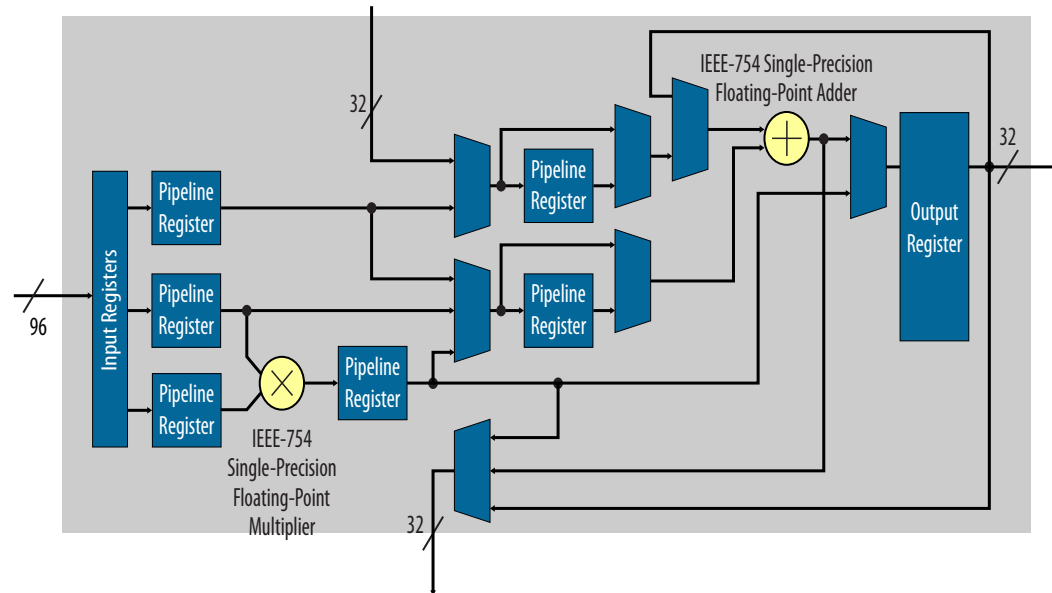 32
IEEE-754 Single-Precision
Floating-Point Adder
32
Pipeline
Register
Pipeline
Register
Output
Register
Input Registers
96
Pipeline
Register
Pipeline
Register
Pipeline
Register
Pipeline
Register
IEEE-754
Single-Precision
Floating-Point
Multiplier
32